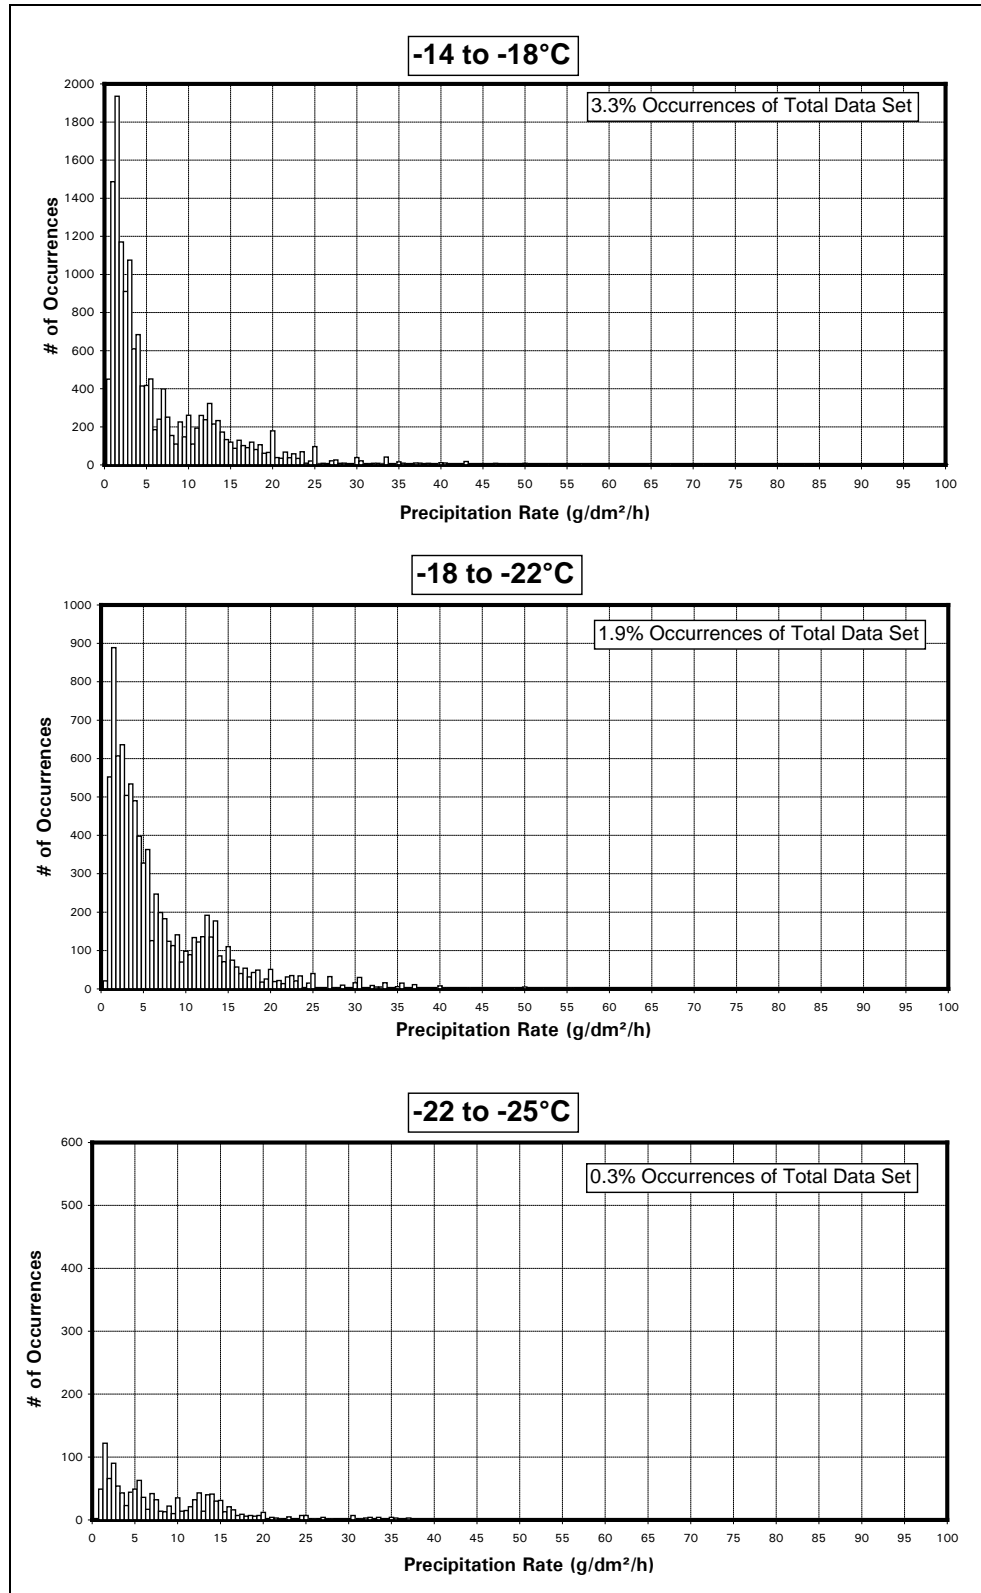 -14 to -18°C
3.3% Occurrences of Total Data Set
2000
1800
1600
1400
1200
1000
800
600
400
200
0
# of Occurrences
0 5 10 15 20 25 30 35 40 45 50 55 60 65 70 75 80 85 90 95 100
Precipitation Rate (g/dm²/h)
-18 to -22°C
1.9% Occurrences of Total Data Set
1000
900
800
700
600
500
400
300
200
100
0
# of Occurrences
0 5 10 15 20 25 30 35 40 45 50 55 60 65 70 75 80 85 90 95 100
Precipitation Rate (g/dm²/h)
-22 to -25°C
0.3% Occurrences of Total Data Set
600
500
400
300
200
100
0
# of Occurrences
0 5 10 15 20 25 30 35 40 45 50 55 60 65 70 75 80 85 90 95 100
Precipitation Rate (g/dm²/h)